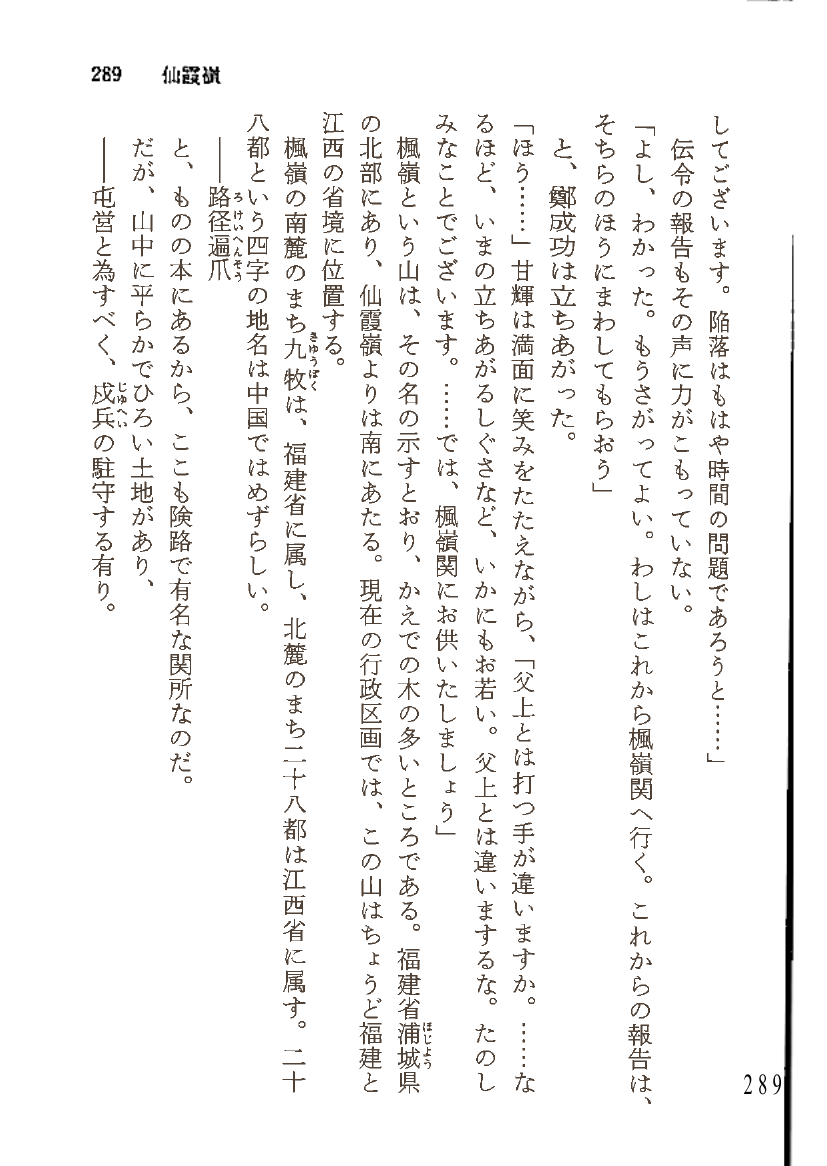 289 仙霞嶺
してございます。陥落はもはや時間の問題であろうと……」
伝令の報告もその声に力がこもっていない。
「よし、わかった。もうさがってよい。わしはこれから楓嶺関へ行く。これからの報告は、
そちらのほうにまわしてもらおう」
と、鄭成功は立ちあがった。
「ほう……」甘輝は満面に笑みをたたえながら、「父上とは打つ手が違いますか。……な
るほど、いまの立ちあがるしぐさなど、いかにもお若い。父上とは違いまするな。たのし
みなことでございます。……では、楓嶺関にお供いたしましょう」
楓嶺という山は、その名の示すとおり、かえでの木の多いところである。福建省浦城県
ほじよう
の北部にあり、仙霞嶺よりは南にあたる。現在の行政区画では、この山はちょうど福建と
江西の省境に位置する。
楓嶺の南麓のまち九牧は、福建省に属し、北麓のまち二十八都は江西省に属す。二十
きゆうぼく
八都という四字の地名は中国ではめずらしい。
――路径遍爪
ろけいへんそう
と、ものの本にあるから、ここも険路で有名な関所なのだ。
だが、山中に平らかでひろい土地があり、
――屯営と為すべく、戍兵の駐守する有り。
じゆへい
289